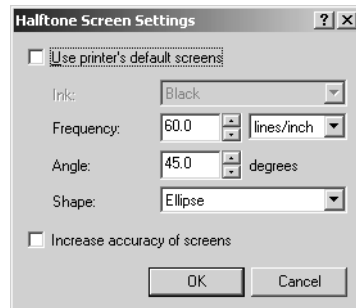 Halftone Screen Settings
Use printer's default screens
Ink: Black
Frequency: 60.0 lines/inch
Angle: 45.0 degrees
Shape: Ellipse
Increase accuracy of screens
OK Cancel